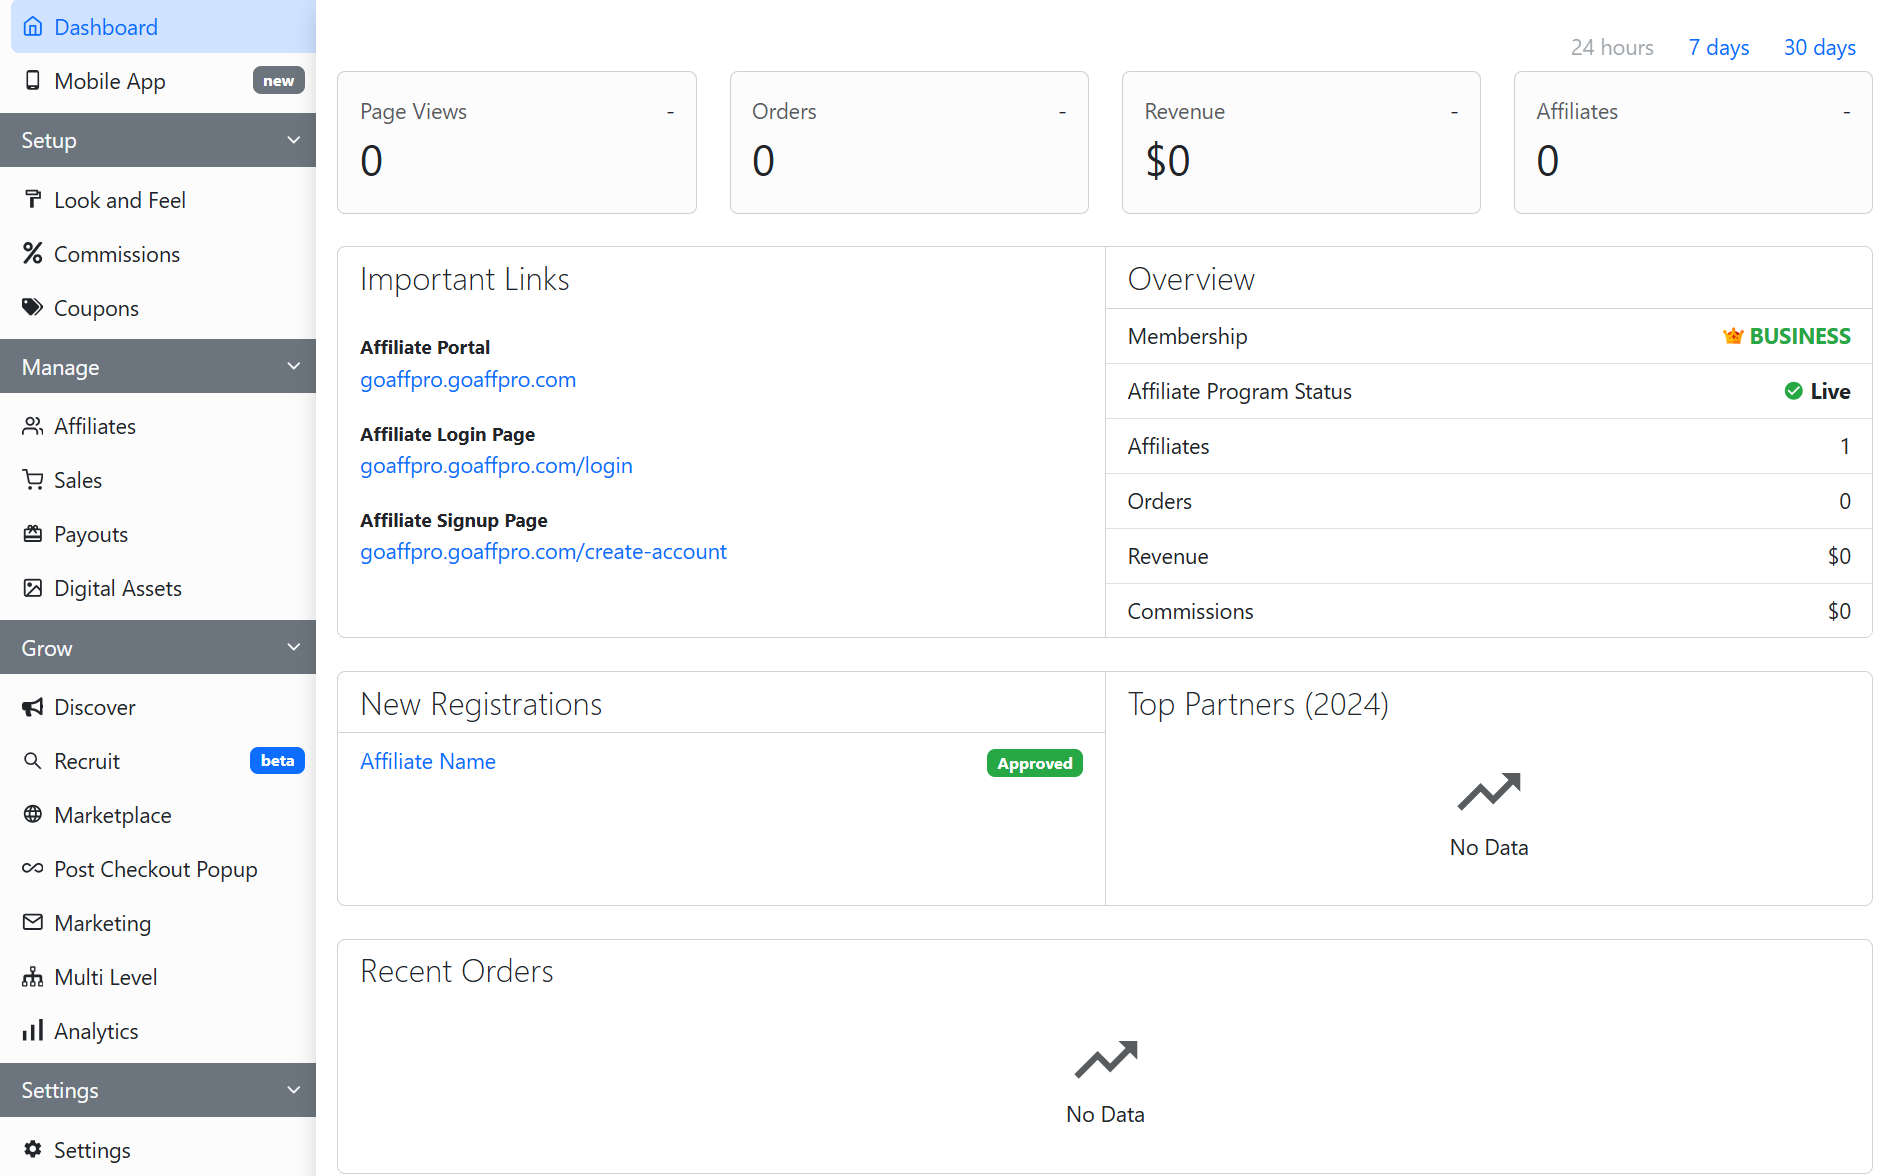 Dashboard
Mobile App new
Setup
Look and Feel
Commissions
Coupons
Manage
Affiliates
Sales
Payouts
Digital Assets
Grow
Discover
Recruit beta
Marketplace
Post Checkout Popup
Marketing
Multi Level
Analytics
Settings
Settings
24 hours 7 days 30 days
Page Views -
0
Orders -
0
Revenue -
$0
Affiliates -
0
Important Links
Affiliate Portal
goaffpro.goaffpro.com
Affiliate Login Page
goaffpro.goaffpro.com/login
Affiliate Signup Page
goaffpro.goaffpro.com/create-account
Overview
Membership BUSINESS
Affiliate Program Status Live
Affiliates 1
Orders 0
Revenue $0
Commissions $0
New Registrations
Affiliate Name Approved
Top Partners (2024)
No Data
Recent Orders
No Data